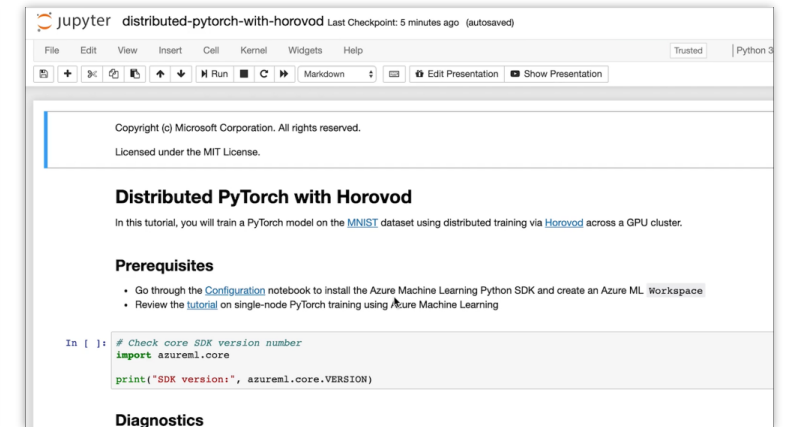 jupyter distributed-pytorch-with-horovod Last Checkpoint: 5 minutes ago (autosaved)
File Edit View Insert Cell Kernel Widgets Help Trusted Python 3
Run Markdown Edit Presentation Show Presentation
Copyright (c) Microsoft Corporation. All rights reserved.
Licensed under the MIT License.
Distributed PyTorch with Horovod
In this tutorial, you will train a PyTorch model on the MNIST dataset using distributed training via Horovod across a GPU cluster.
Prerequisites
• Go through the Configuration notebook to install the Azure Machine Learning Python SDK and create an Azure ML Workspace
• Review the tutorial on single-node PyTorch training using Azure Machine Learning
In [ ]: # Check core SDK version number
import azureml.core
print("SDK version:", azureml.core.VERSION)
Diagnostics